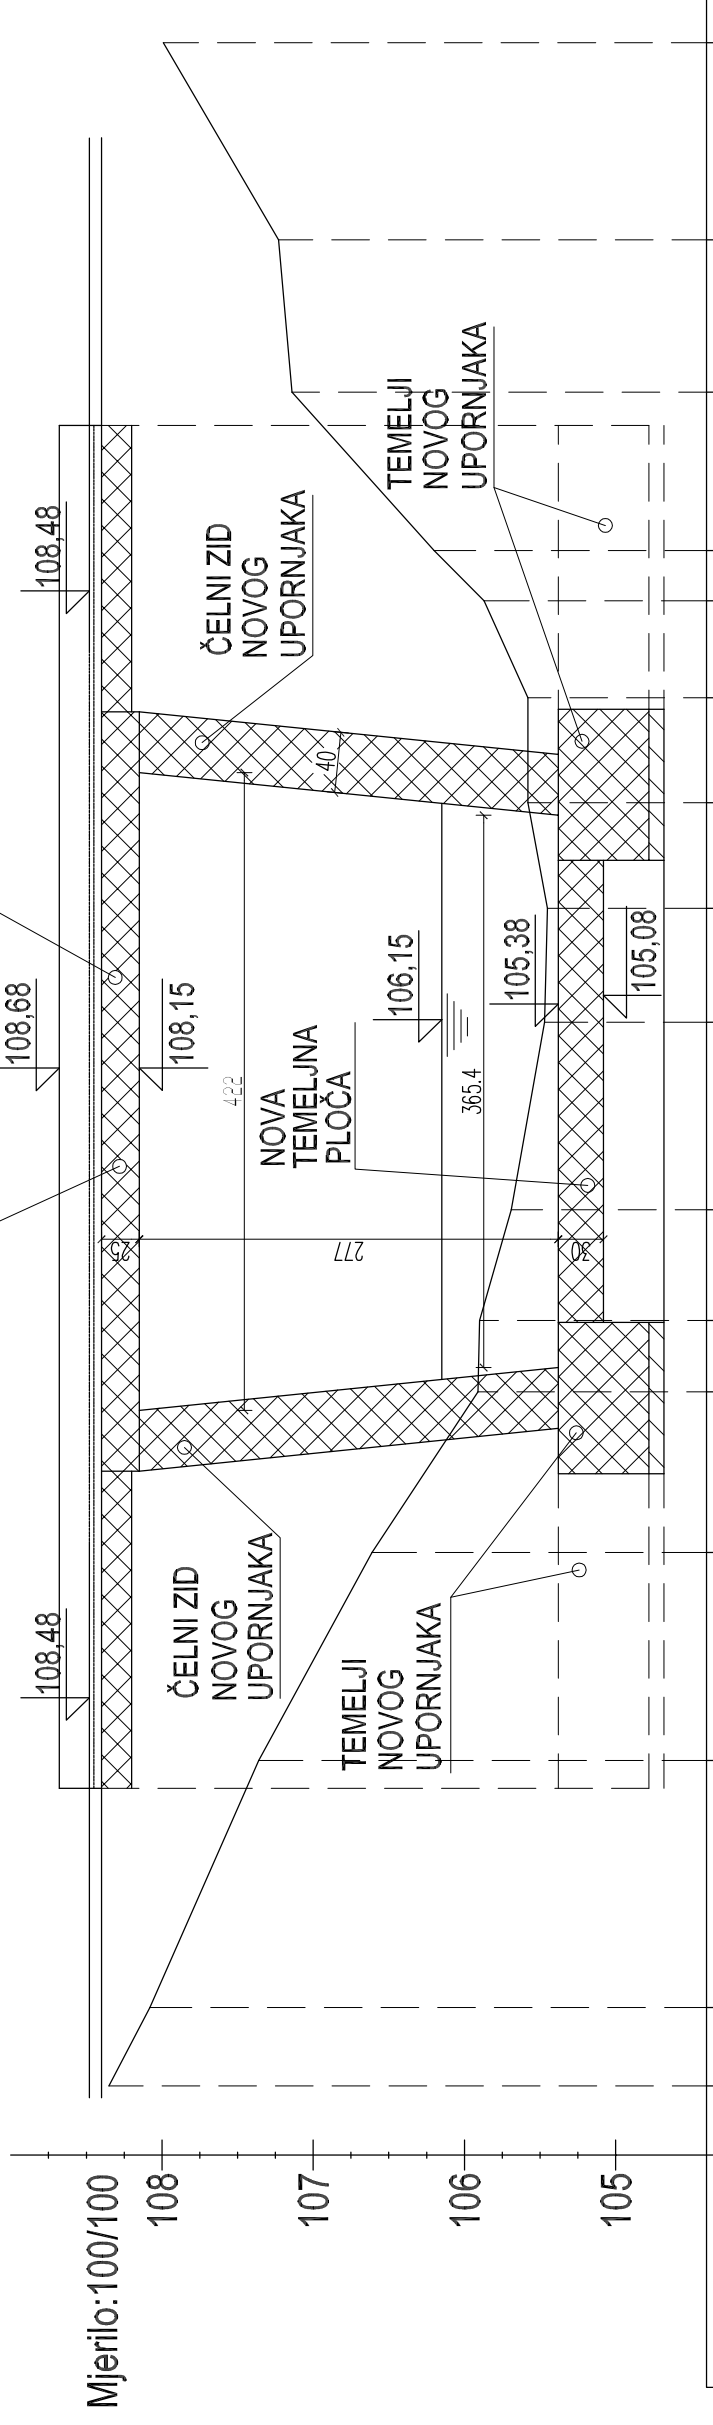 Mjerilo:100/100
108
107
106
105
108,48
108,68
108,48
108,15
25
422
277
40
ČELNI ZID
NOVOG
UPORNJAKA
ČELNI ZID
NOVOG
UPORNJAKA
NOVA
TEMELJNA
PLOČA
106,15
365.4
105,38
30
105,08
TEMELJI
NOVOG
UPORNJAKA
TEMELJI
NOVOG
UPORNJAKA